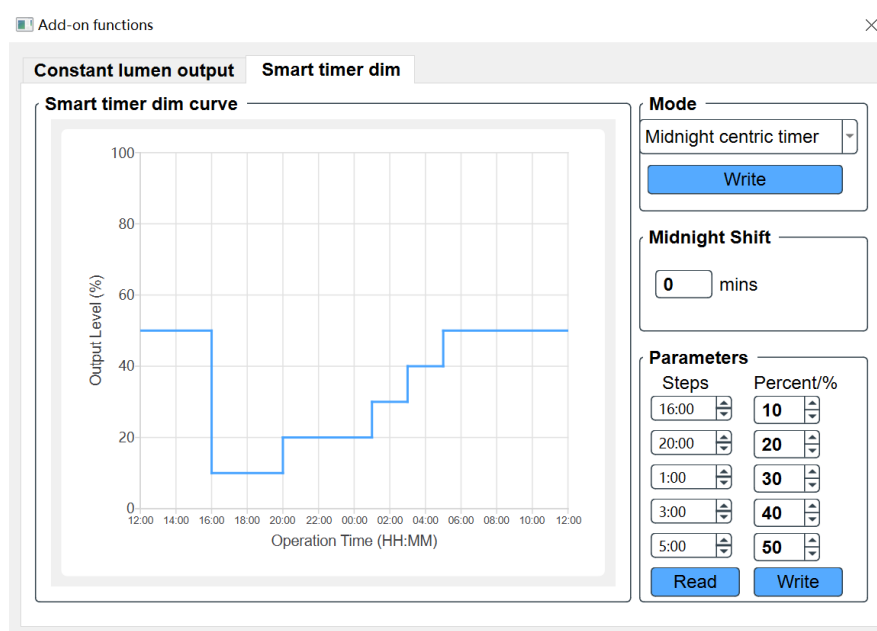 Add-on functions
Constant lumen output
Smart timer dim
Smart timer dim curve
100
80
60
40
20
0
Output Level (%)
12:00 14:00 16:00 18:00 20:00 22:00 00:00 02:00 04:00 06:00 08:00 10:00 12:00
Operation Time (HH:MM)
Mode
Midnight centric timer
Write
Midnight Shift
0 mins
Parameters
Steps Percent/%
16:00 10
20:00 20
1:00 30
3:00 40
5:00 50
Read Write